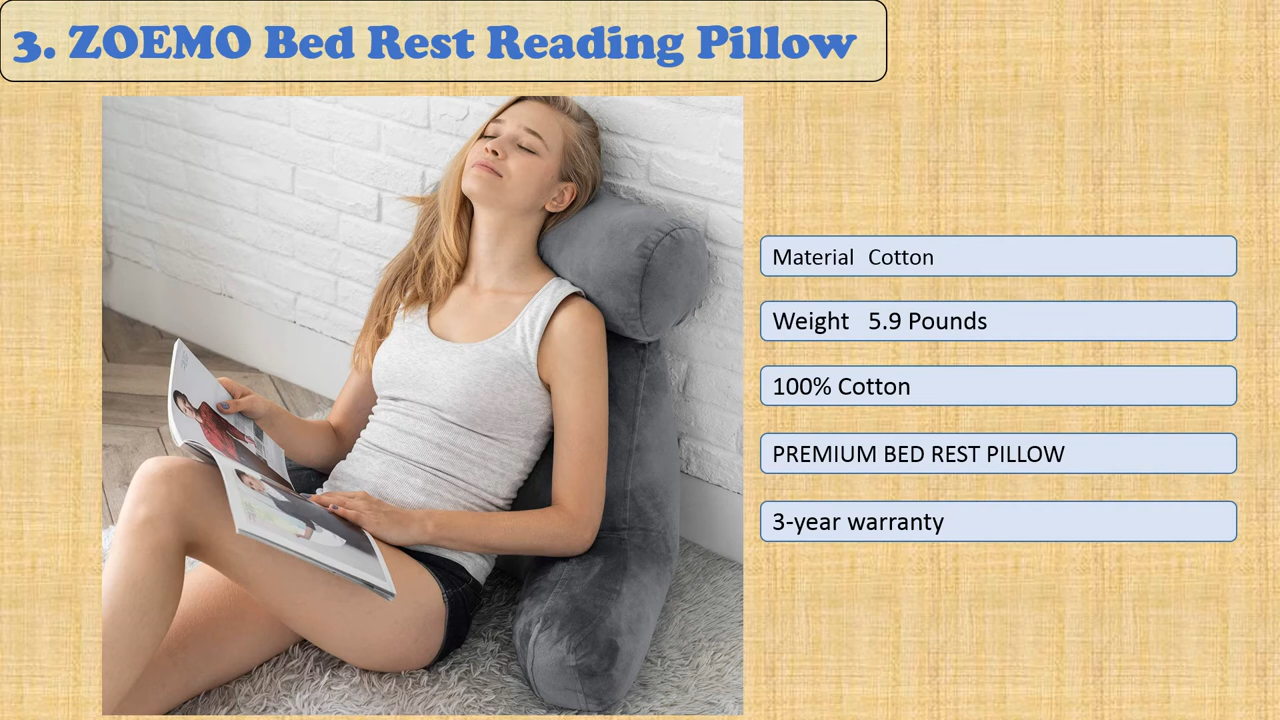 3. ZOEMO Bed Rest Reading Pillow
Material Cotton
Weight 5.9 Pounds
100% Cotton
PREMIUM BED REST PILLOW
3-year warranty